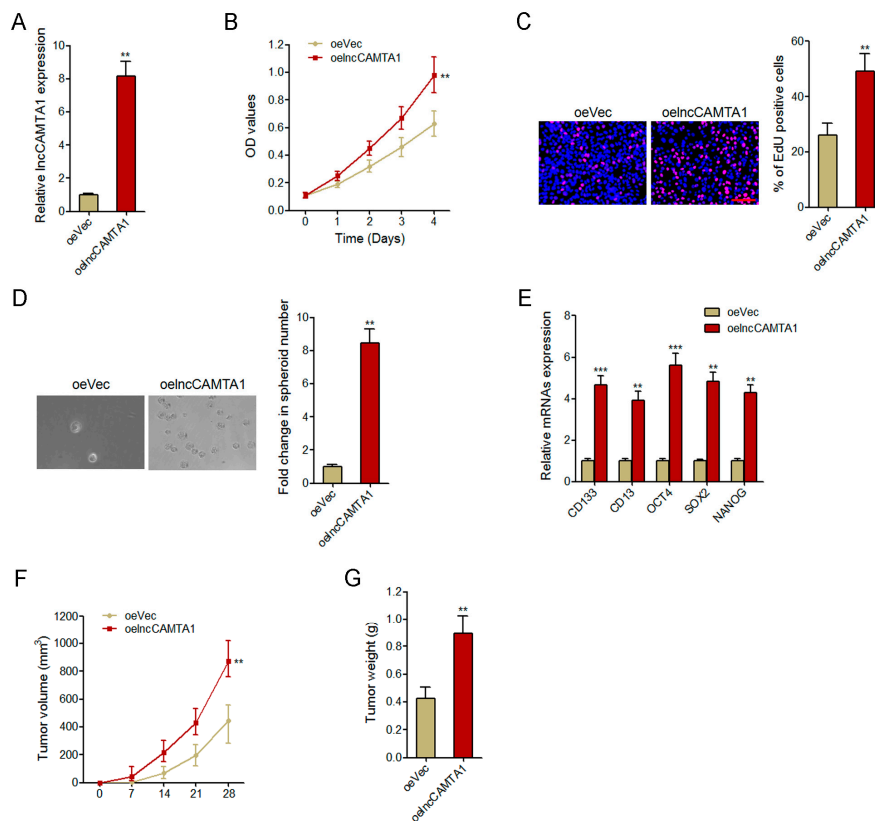 A
Relative lncCAMTA1 expression
10
8
6
4
2
0
**
oeVec
oelncCAMTA1
B
OD values
1.2
1.0
0.8
0.6
0.4
0.2
0.0
oeVec
oelncCAMTA1
**
0 1 2 3 4
Time (Days)
C
oeVec oelncCAMTA1
% of EdU positive cells
60
40
20
0
**
oeVec
oelncCAMTA1
D
oeVec oelncCAMTA1
Fold change in spheroid number
10
8
6
4
2
0
**
oeVec
oelncCAMTA1
E
oeVec
oelncCAMTA1
Relative mRNAs expression
8
6
4
2
0
*** ** *** ** **
CD133
CD13
OCT4
SOX2
NANOG
F
Tumor volume (mm³)
1200
1000
800
600
400
200
0
oeVec
oelncCAMTA1
**
0 7 14 21 28
G
Tumor weight (g)
1.2
1.0
0.8
0.6
0.4
0.2
0.0
**
oeVec
oelncCAMTA1